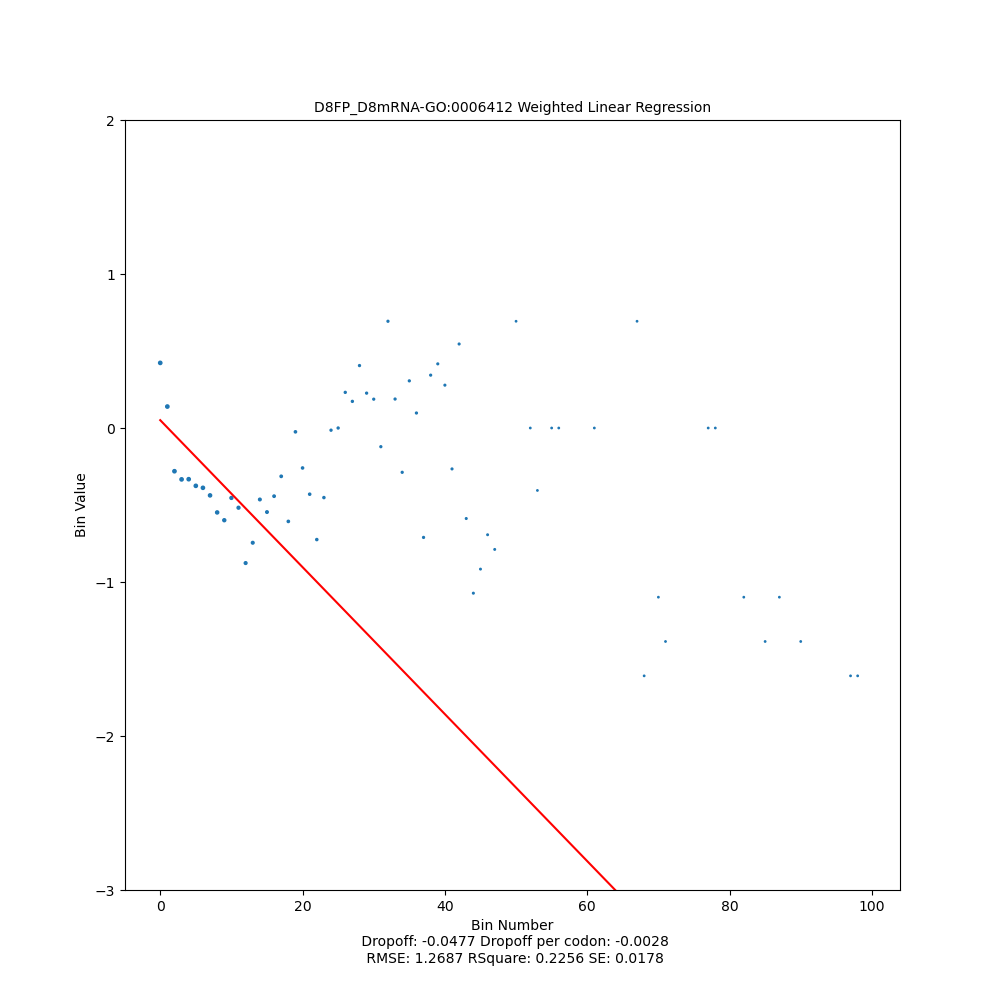 D8FP_D8mRNA-GO:0006412 Weighted Linear Regression
2
1
0
−1
−2
−3
Bin Value
0 20 40 60 80 100
Bin Number
Dropoff: -0.0477 Dropoff per codon: -0.0028
RMSE: 1.2687 RSquare: 0.2256 SE: 0.0178